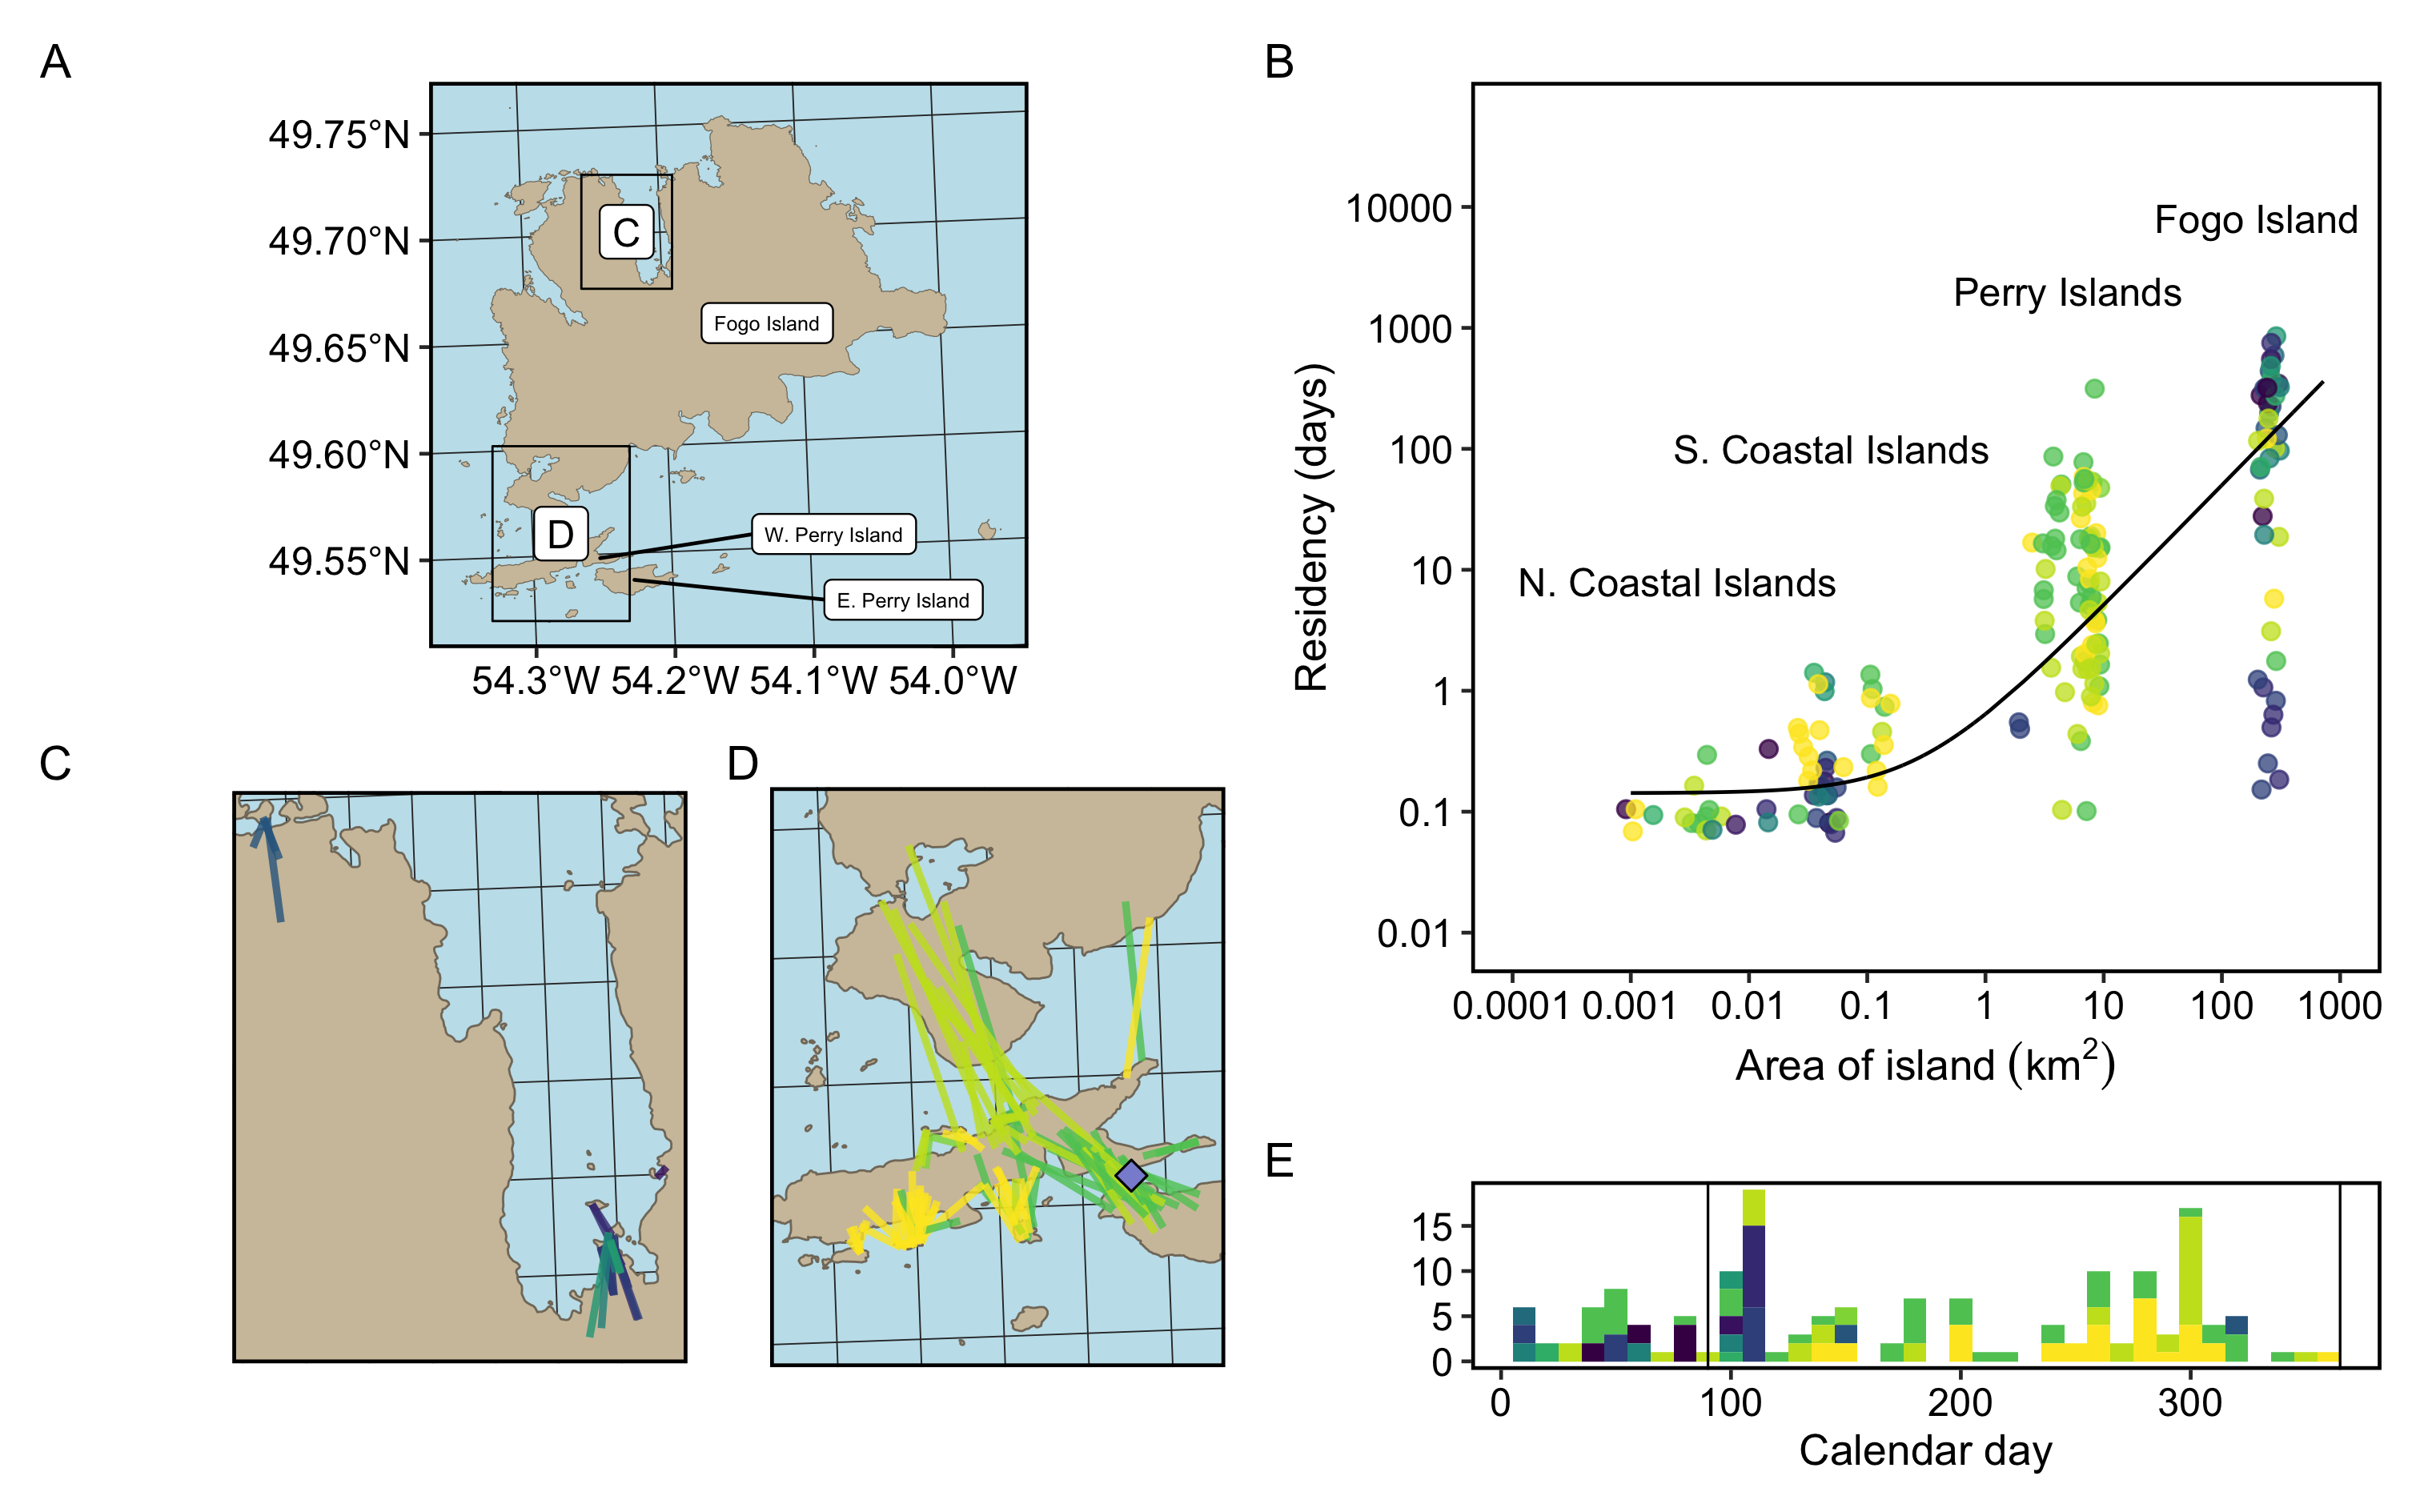 A
49.75°N
49.70°N
49.65°N
49.60°N
49.55°N
54.3°W 54.2°W 54.1°W 54.0°W
C
Fogo Island
D
W. Perry Island
E. Perry Island
B
Residency (days)
10000
1000
100
10
1
0.1
0.01
Fogo Island
Perry Islands
S. Coastal Islands
N. Coastal Islands
0.0001 0.001 0.01 0.1 1 10 100 1000
Area of island (km²)
C
D
E
15
10
5
0
0 100 200 300
Calendar day